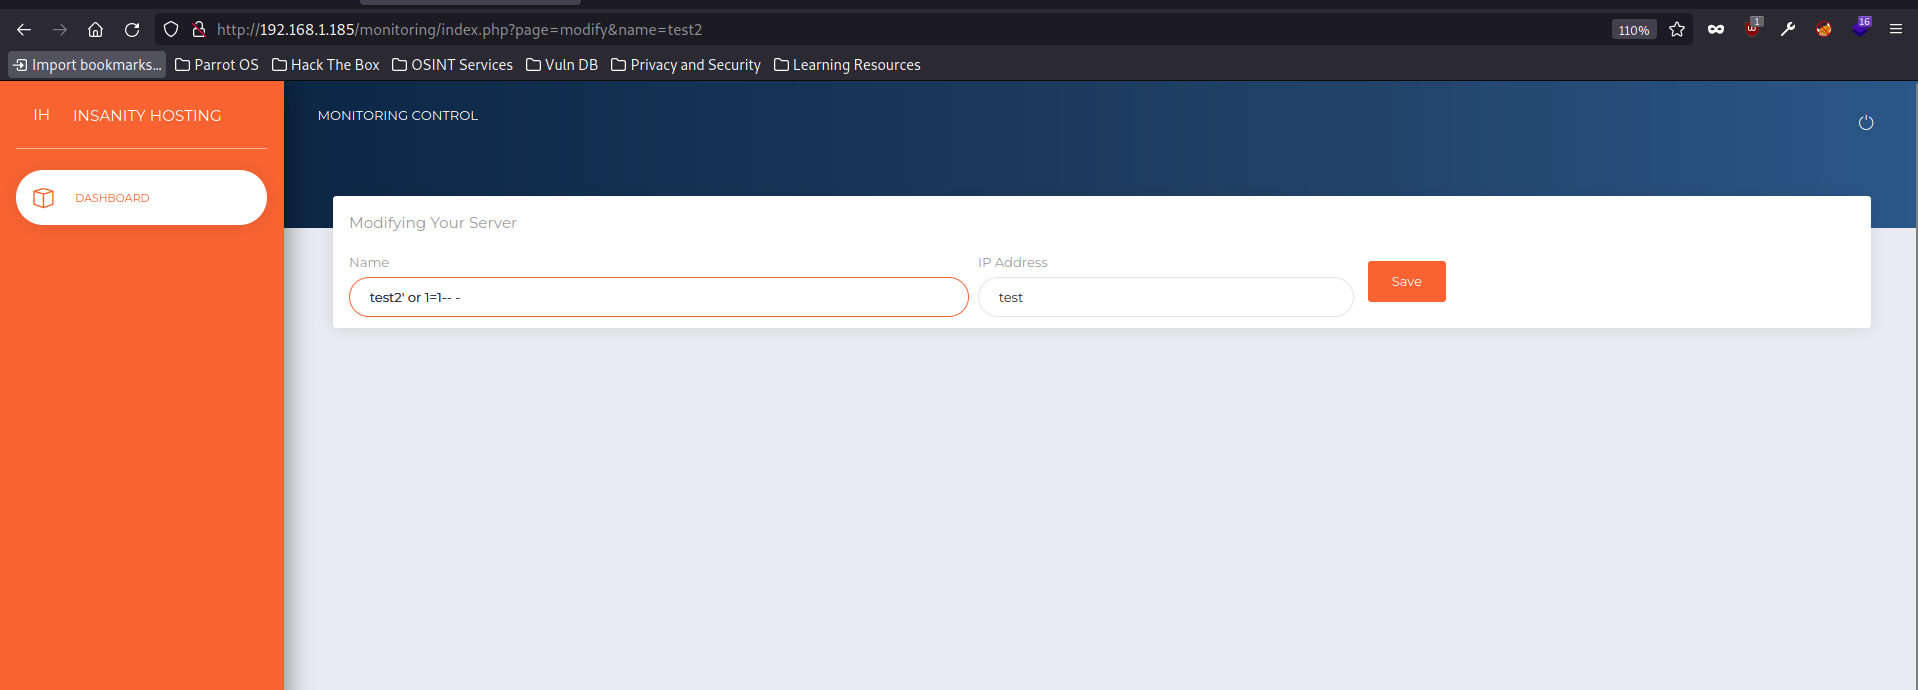 http://192.168.1.185/monitoring/index.php?page=modify&name=test2
110%
1
16
Import bookmarks...
Parrot OS
Hack The Box
OSINT Services
Vuln DB
Privacy and Security
Learning Resources
IH INSANITY HOSTING
MONITORING CONTROL
DASHBOARD
Modifying Your Server
Name
IP Address
test2' or 1=1-- -
test
Save